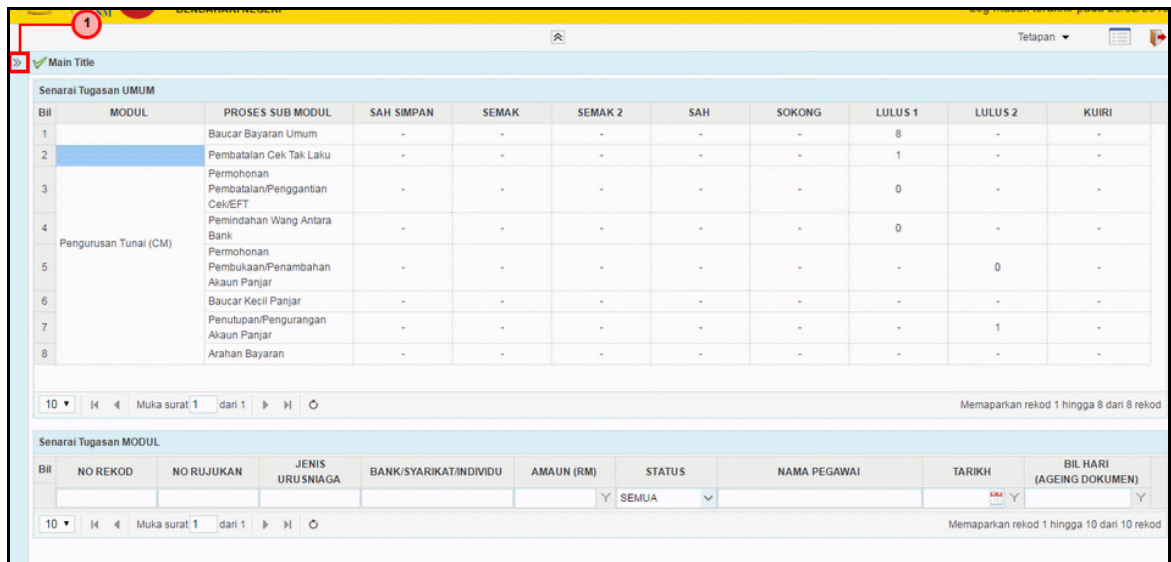 1
Tetapan
Main Title
Senarai Tugasan UMUM
Bil MODUL PROSES SUB MODUL SAH SIMPAN SEMAK SEMAK 2 SAH SOKONG LULUS 1 LULUS 2 KUIRI
1 Baucar Bayaran Umum - - - - - 8 - -
2 Pembatalan Cek Tak Laku - - - - - 1 - -
3 Permohonan Pembatalan/Penggantian Cek/EFT - - - - - 0 - -
4 Pemindahan Wang Antara Bank - - - - - 0 - -
Pengurusan Tunai (CM)
5 Permohonan Pembukaan/Penambahan Akaun Panjar - - - - - - 0 -
6 Baucar Kecil Panjar - - - - - - - -
7 Penutupan/Pengurangan Akaun Panjar - - - - - - 1 -
8 Arahan Bayaran - - - - - - - -
10 Muka surat 1 dari 1 Memaparkan rekod 1 hingga 8 dari 8 rekod
Senarai Tugasan MODUL
Bil NO REKOD NO RUJUKAN JENIS URUSNIAGA BANK/SYARIKAT/INDIVIDU AMAUN (RM) STATUS NAMA PEGAWAI TARIKH BIL HARI (AGEING DOKUMEN)
SEMUA
10 Muka surat 1 dari 1 Memaparkan rekod 1 hingga 10 dari 10 rekod